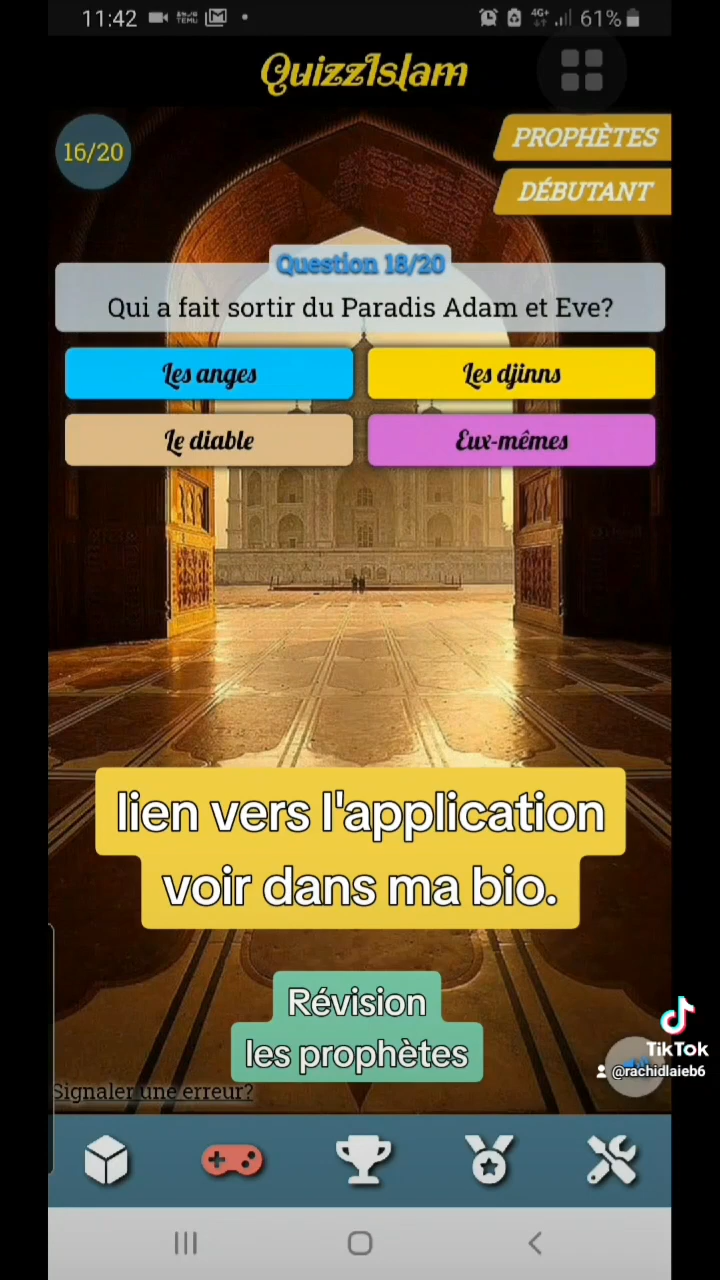 11:42
61%
4G+
TEMU
QuizzIslam
16/20
PROPHÈTES
DÉBUTANT
Question 18/20
Qui a fait sortir du Paradis Adam et Eve?
Les anges
Les djinns
Le diable
Eux-mêmes
lien vers l'application
voir dans ma bio.
Révision
les prophètes
TikTok
@rachidlaieb6
Signaler une erreur?